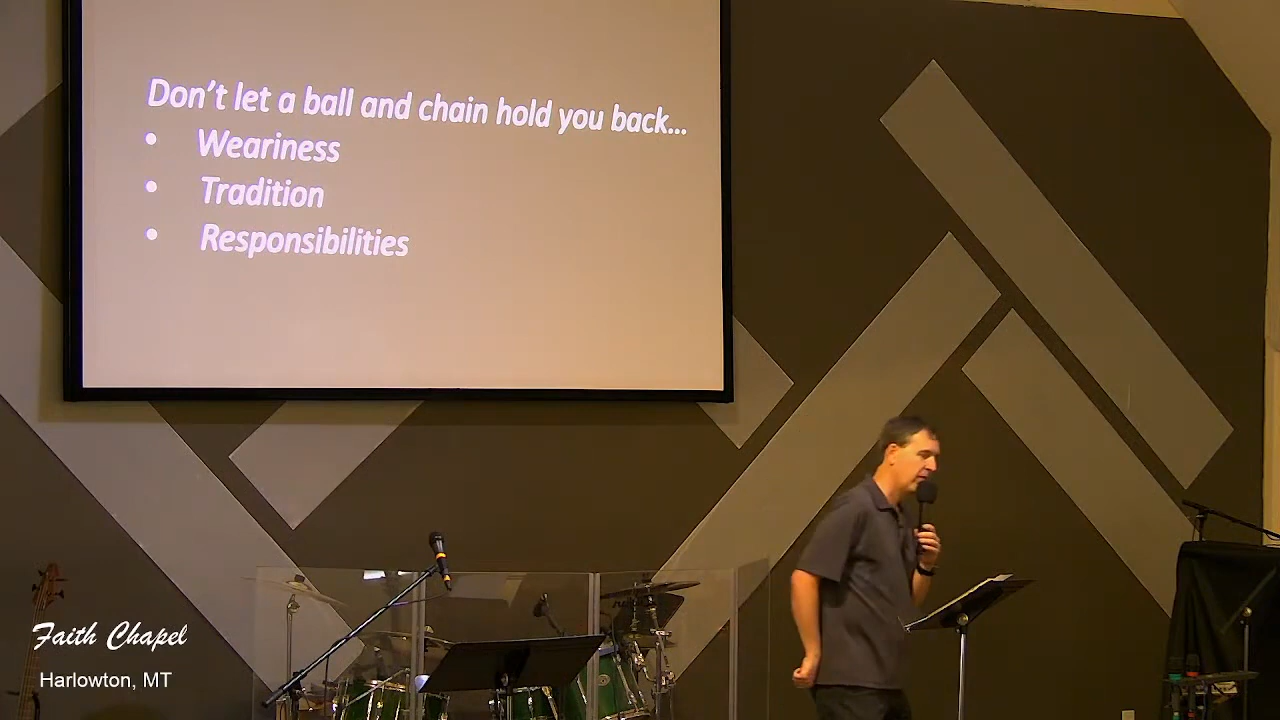 Don't let a ball and chain hold you back...
• Weariness
• Tradition
• Responsibilities
Faith Chapel
Harlowton, MT